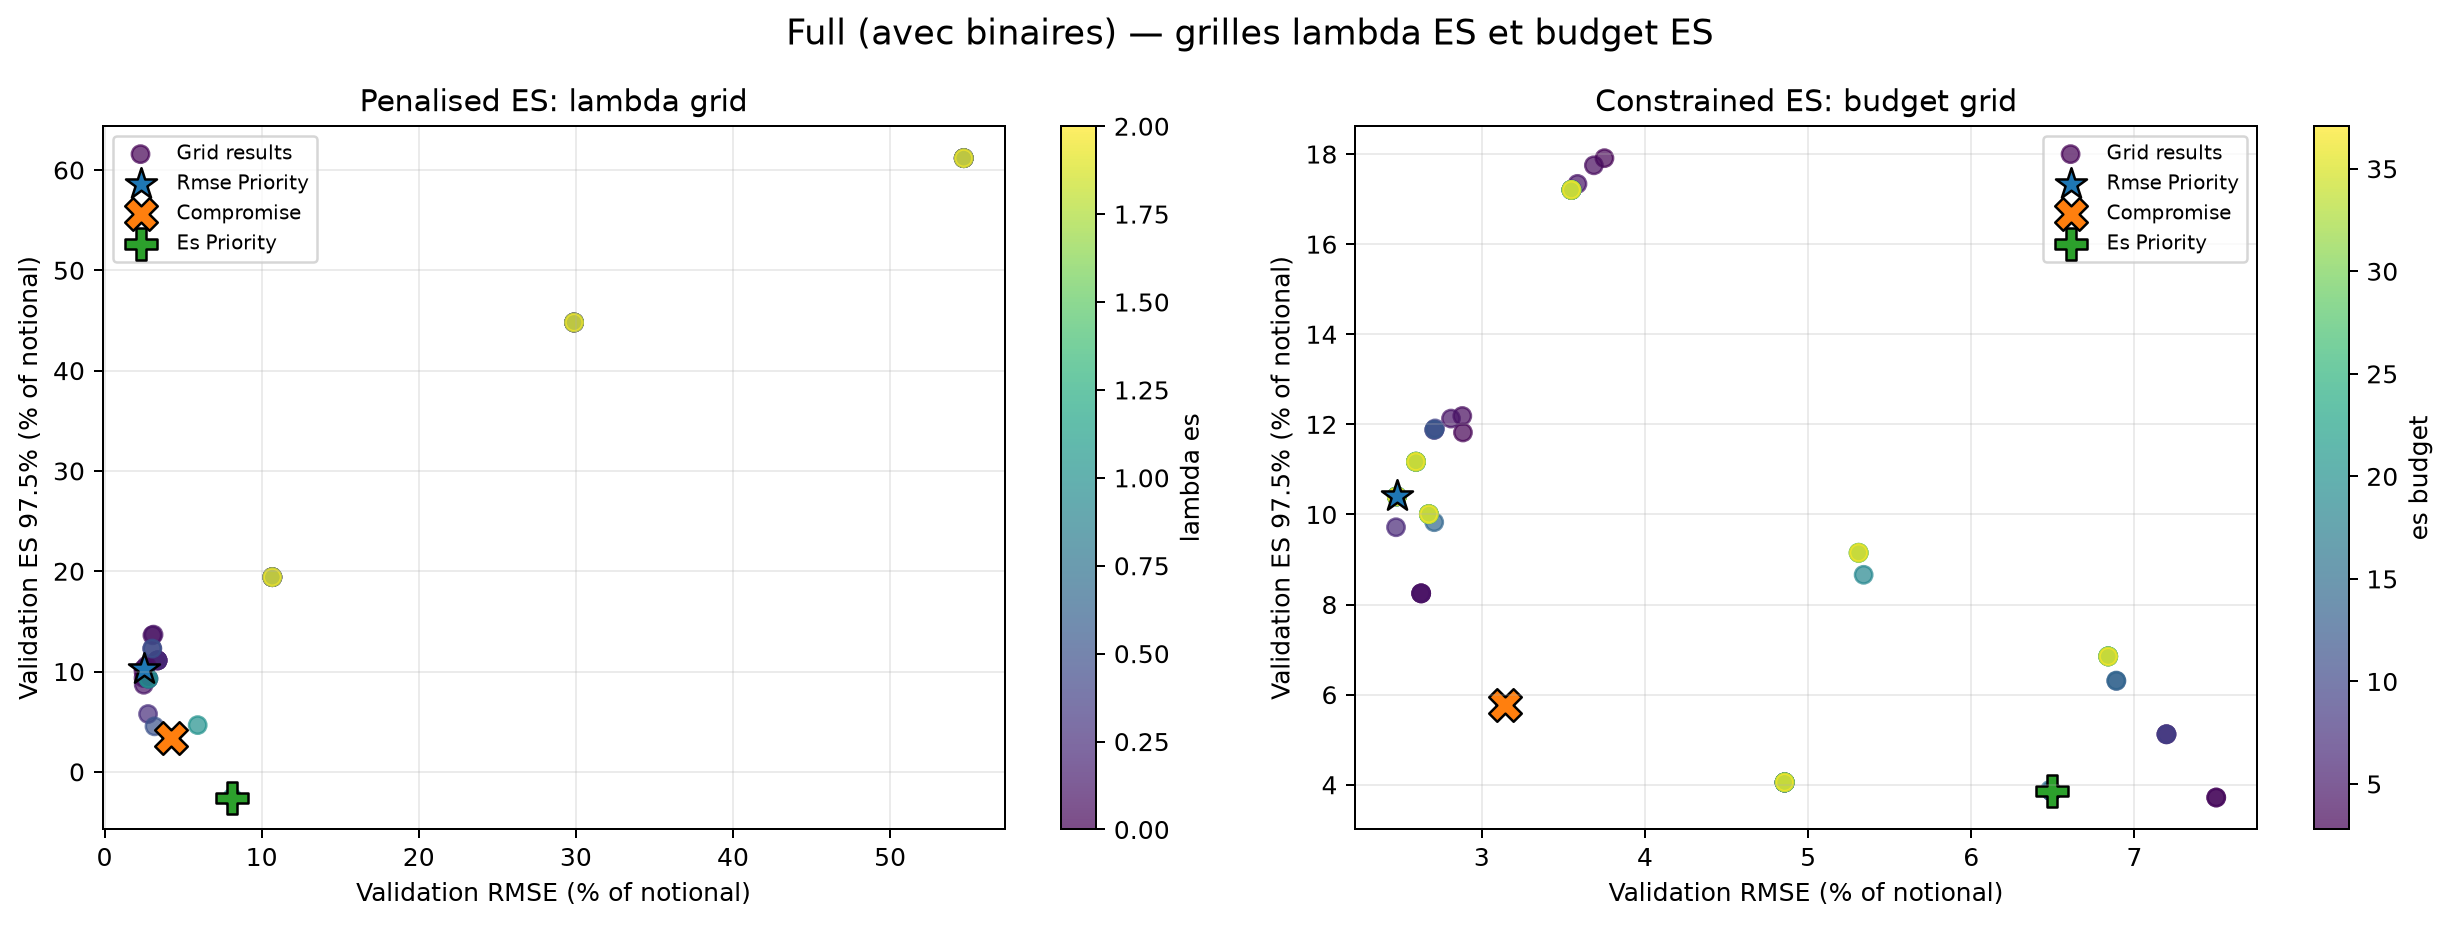 Full (avec binaires) — grilles lambda ES et budget ES
Penalised ES: lambda grid
Grid results
Rmse Priority
Compromise
Es Priority
60
50
40
30
20
10
0
Validation ES 97.5% (% of notional)
0
10
20
30
40
50
Validation RMSE (% of notional)
2.00
1.75
1.50
1.25
1.00
0.75
0.50
0.25
0.00
lambda es
Constrained ES: budget grid
Grid results
Rmse Priority
Compromise
Es Priority
18
16
14
12
10
8
6
4
Validation ES 97.5% (% of notional)
3
4
5
6
7
Validation RMSE (% of notional)
35
30
25
20
15
10
5
es budget